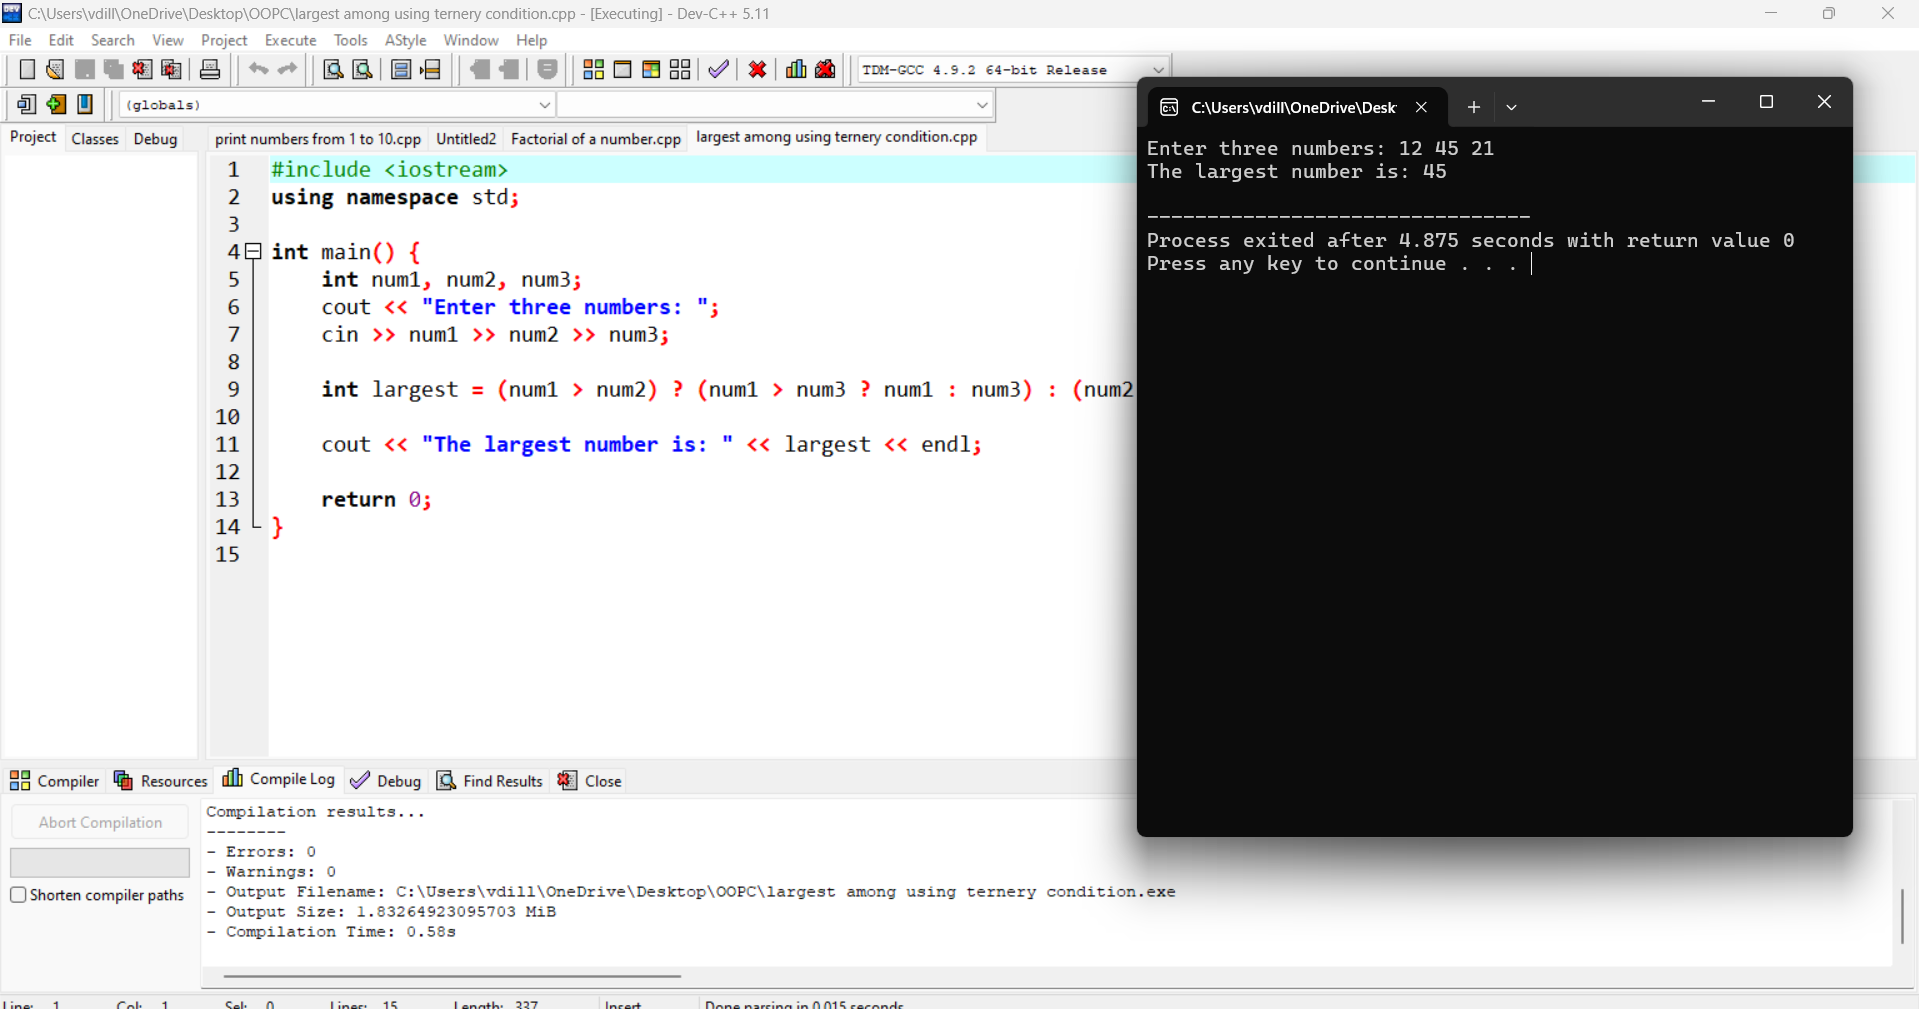 C:\Users\vdill\OneDrive\Desktop\OOPC\largest among using ternery condition.cpp - [Executing] - Dev-C++ 5.11
File Edit Search View Project Execute Tools AStyle Window Help
TDM-GCC 4.9.2 64-bit Release
(globals)
Project Classes Debug
print numbers from 1 to 10.cpp Untitled2 Factorial of a number.cpp largest among using ternery condition.cpp
1 #include <iostream>
2 using namespace std;
3
4 int main() {
5 int num1, num2, num3;
6 cout << "Enter three numbers: ";
7 cin >> num1 >> num2 >> num3;
8
9 int largest = (num1 > num2) ? (num1 > num3 ? num1 : num3) : (num2
10
11 cout << "The largest number is: " << largest << endl;
12
13 return 0;
14 }
15
C:\Users\vdill\OneDrive\Desk
Enter three numbers: 12 45 21
The largest number is: 45
--------------------------------
Process exited after 4.875 seconds with return value 0
Press any key to continue . . .
Compiler Resources Compile Log Debug Find Results Close
Abort Compilation
Shorten compiler paths
Compilation results...
--------
- Errors: 0
- Warnings: 0
- Output Filename: C:\Users\vdill\OneDrive\Desktop\OOPC\largest among using ternery condition.exe
- Output Size: 1.83264923095703 MiB
- Compilation Time: 0.58s
Line: 1 Col: 1 Sel: 0 Lines: 15 Length: 337 Insert Done parsing in 0.015 seconds